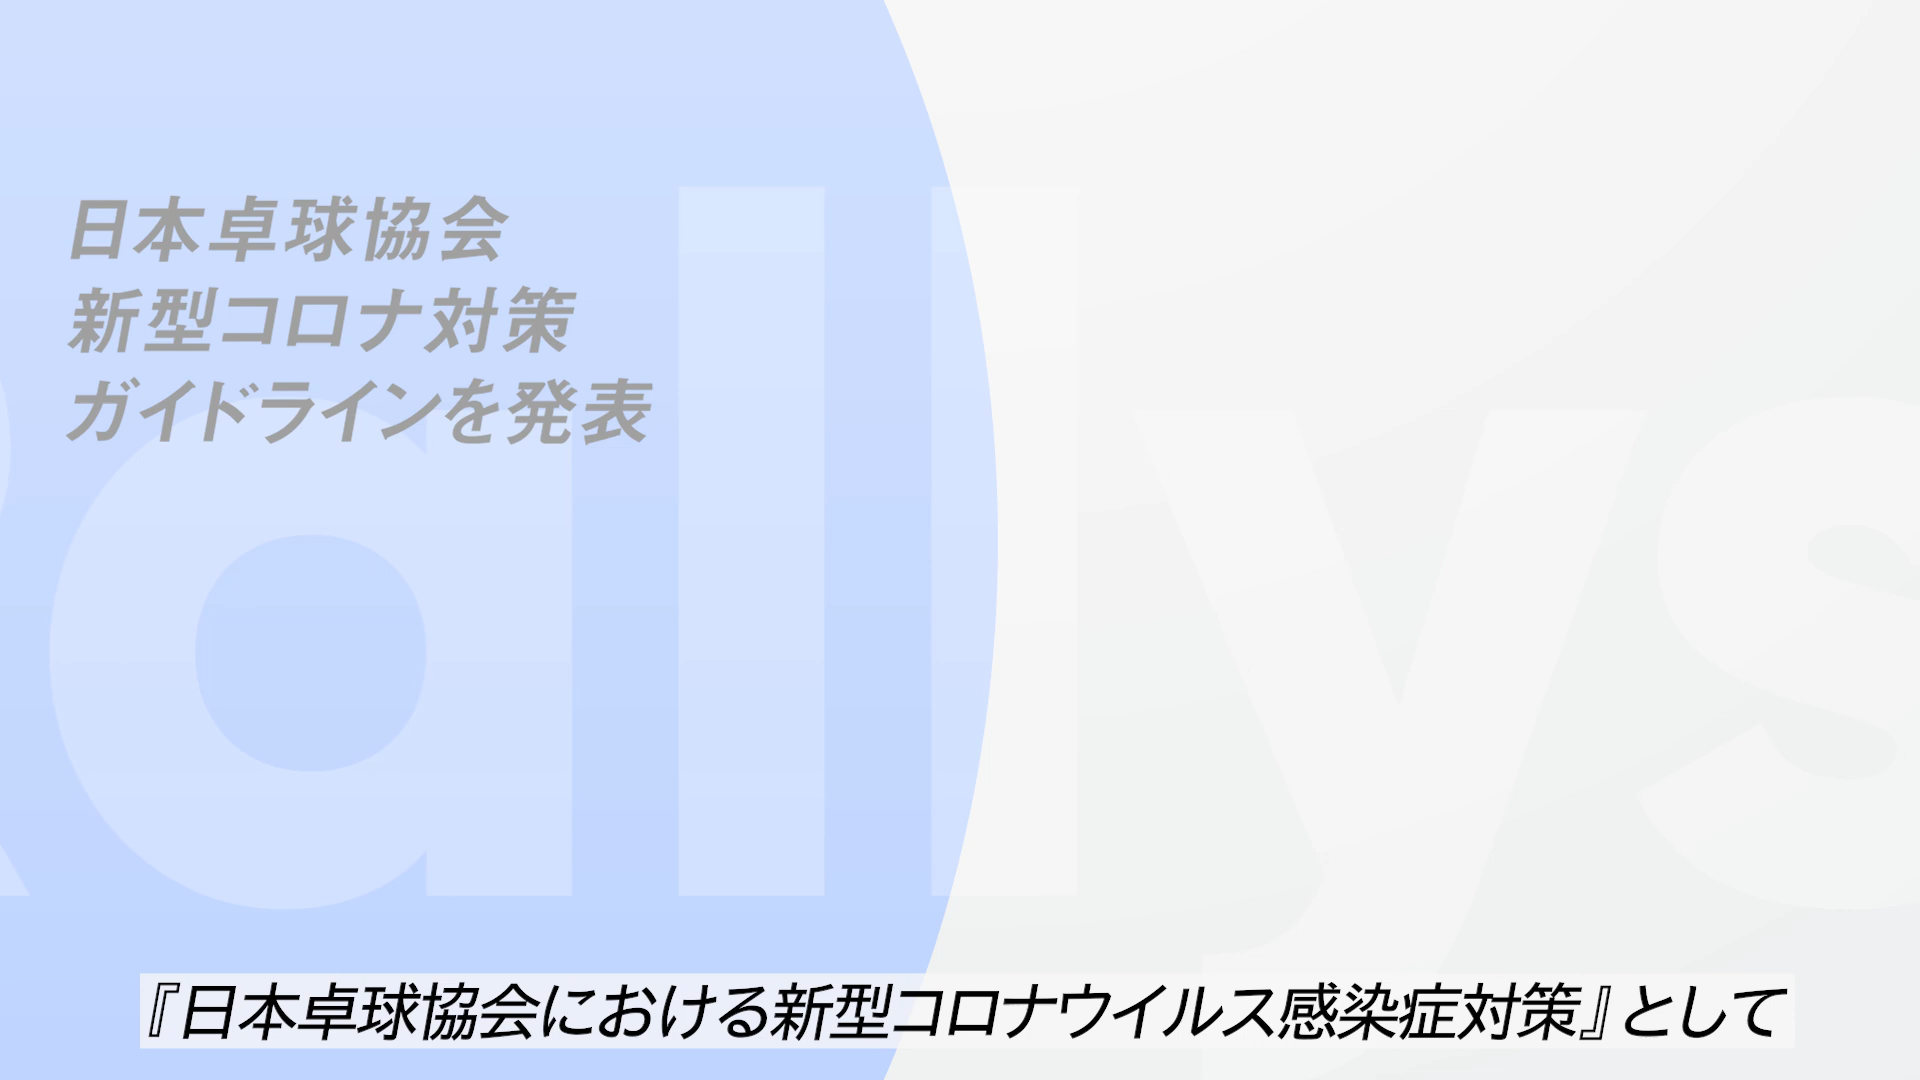 日本卓球協会
新型コロナ対策
ガイドラインを発表
Rallys
『日本卓球協会における新型コロナウイルス感染症対策』として